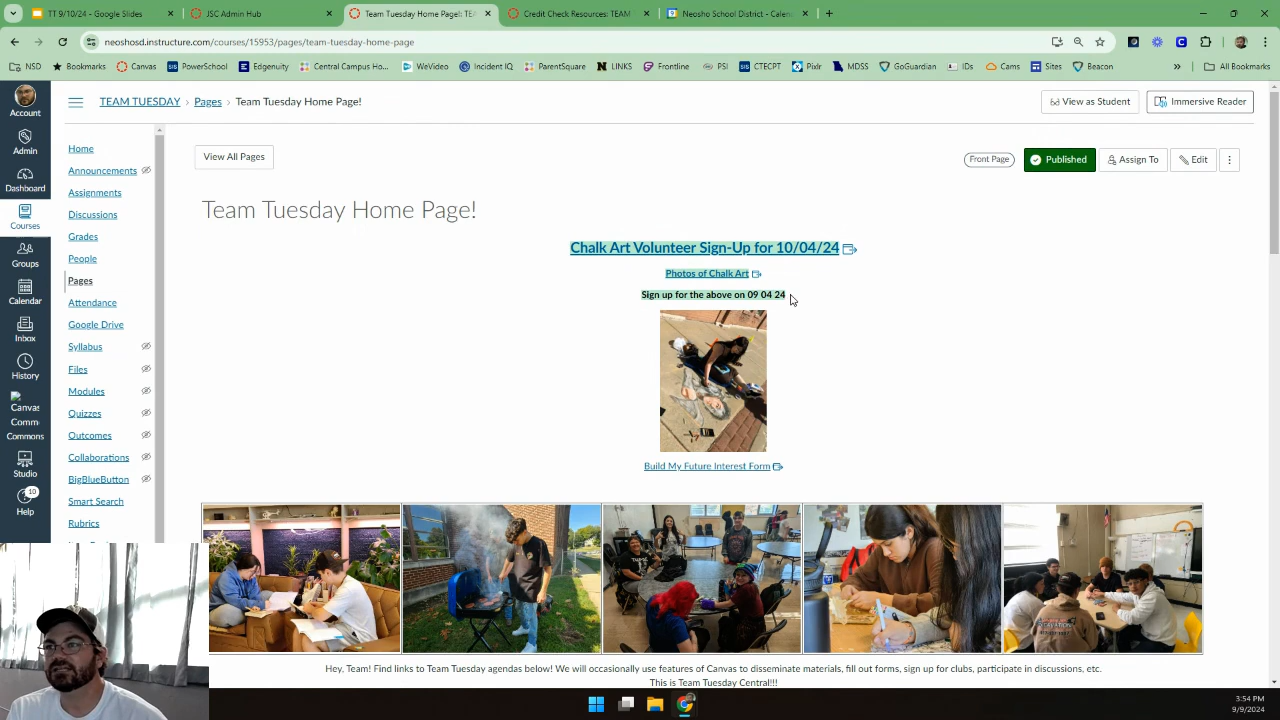 TT 9/10/24 - Google Slides
JSC Admin Hub
Team Tuesday Home Page!: TE
Credit Check Resources: TEAM
Neosho School District - Calen
neoshosd.instructure.com/courses/15953/pages/team-tuesday-home-page
NSD
Bookmarks
Canvas
PowerSchool
Edgenuity
Central Campus Ho...
WeVideo
Incident IQ
ParentSquare
LINKS
Frontline
PSI
CTECPT
Pixlr
MDSS
GoGuardian
IDs
Cams
Sites
Beacon
All Bookmarks
TEAM TUESDAY › Pages › Team Tuesday Home Page!
View as Student
Immersive Reader
Account
Admin
Dashboard
Courses
Groups
Calendar
Inbox
History
Canvas
Comm
Commons
Studio
10
Help
Home
Announcements
Assignments
Discussions
Grades
People
Pages
Attendance
Google Drive
Syllabus
Files
Modules
Quizzes
Outcomes
Collaborations
BigBlueButton
Smart Search
Rubrics
View All Pages
Front Page
Published
Assign To
Edit
Team Tuesday Home Page!
Chalk Art Volunteer Sign-Up for 10/04/24
Photos of Chalk Art
Sign up for the above on 09 04 24
Build My Future Interest Form
Hey, Team! Find links to Team Tuesday agendas below! We will occasionally use features of Canvas to disseminate materials, fill out forms, sign up for clubs, participate in discussions, etc.
This is Team Tuesday Central!!!
3:54 PM
9/9/2024